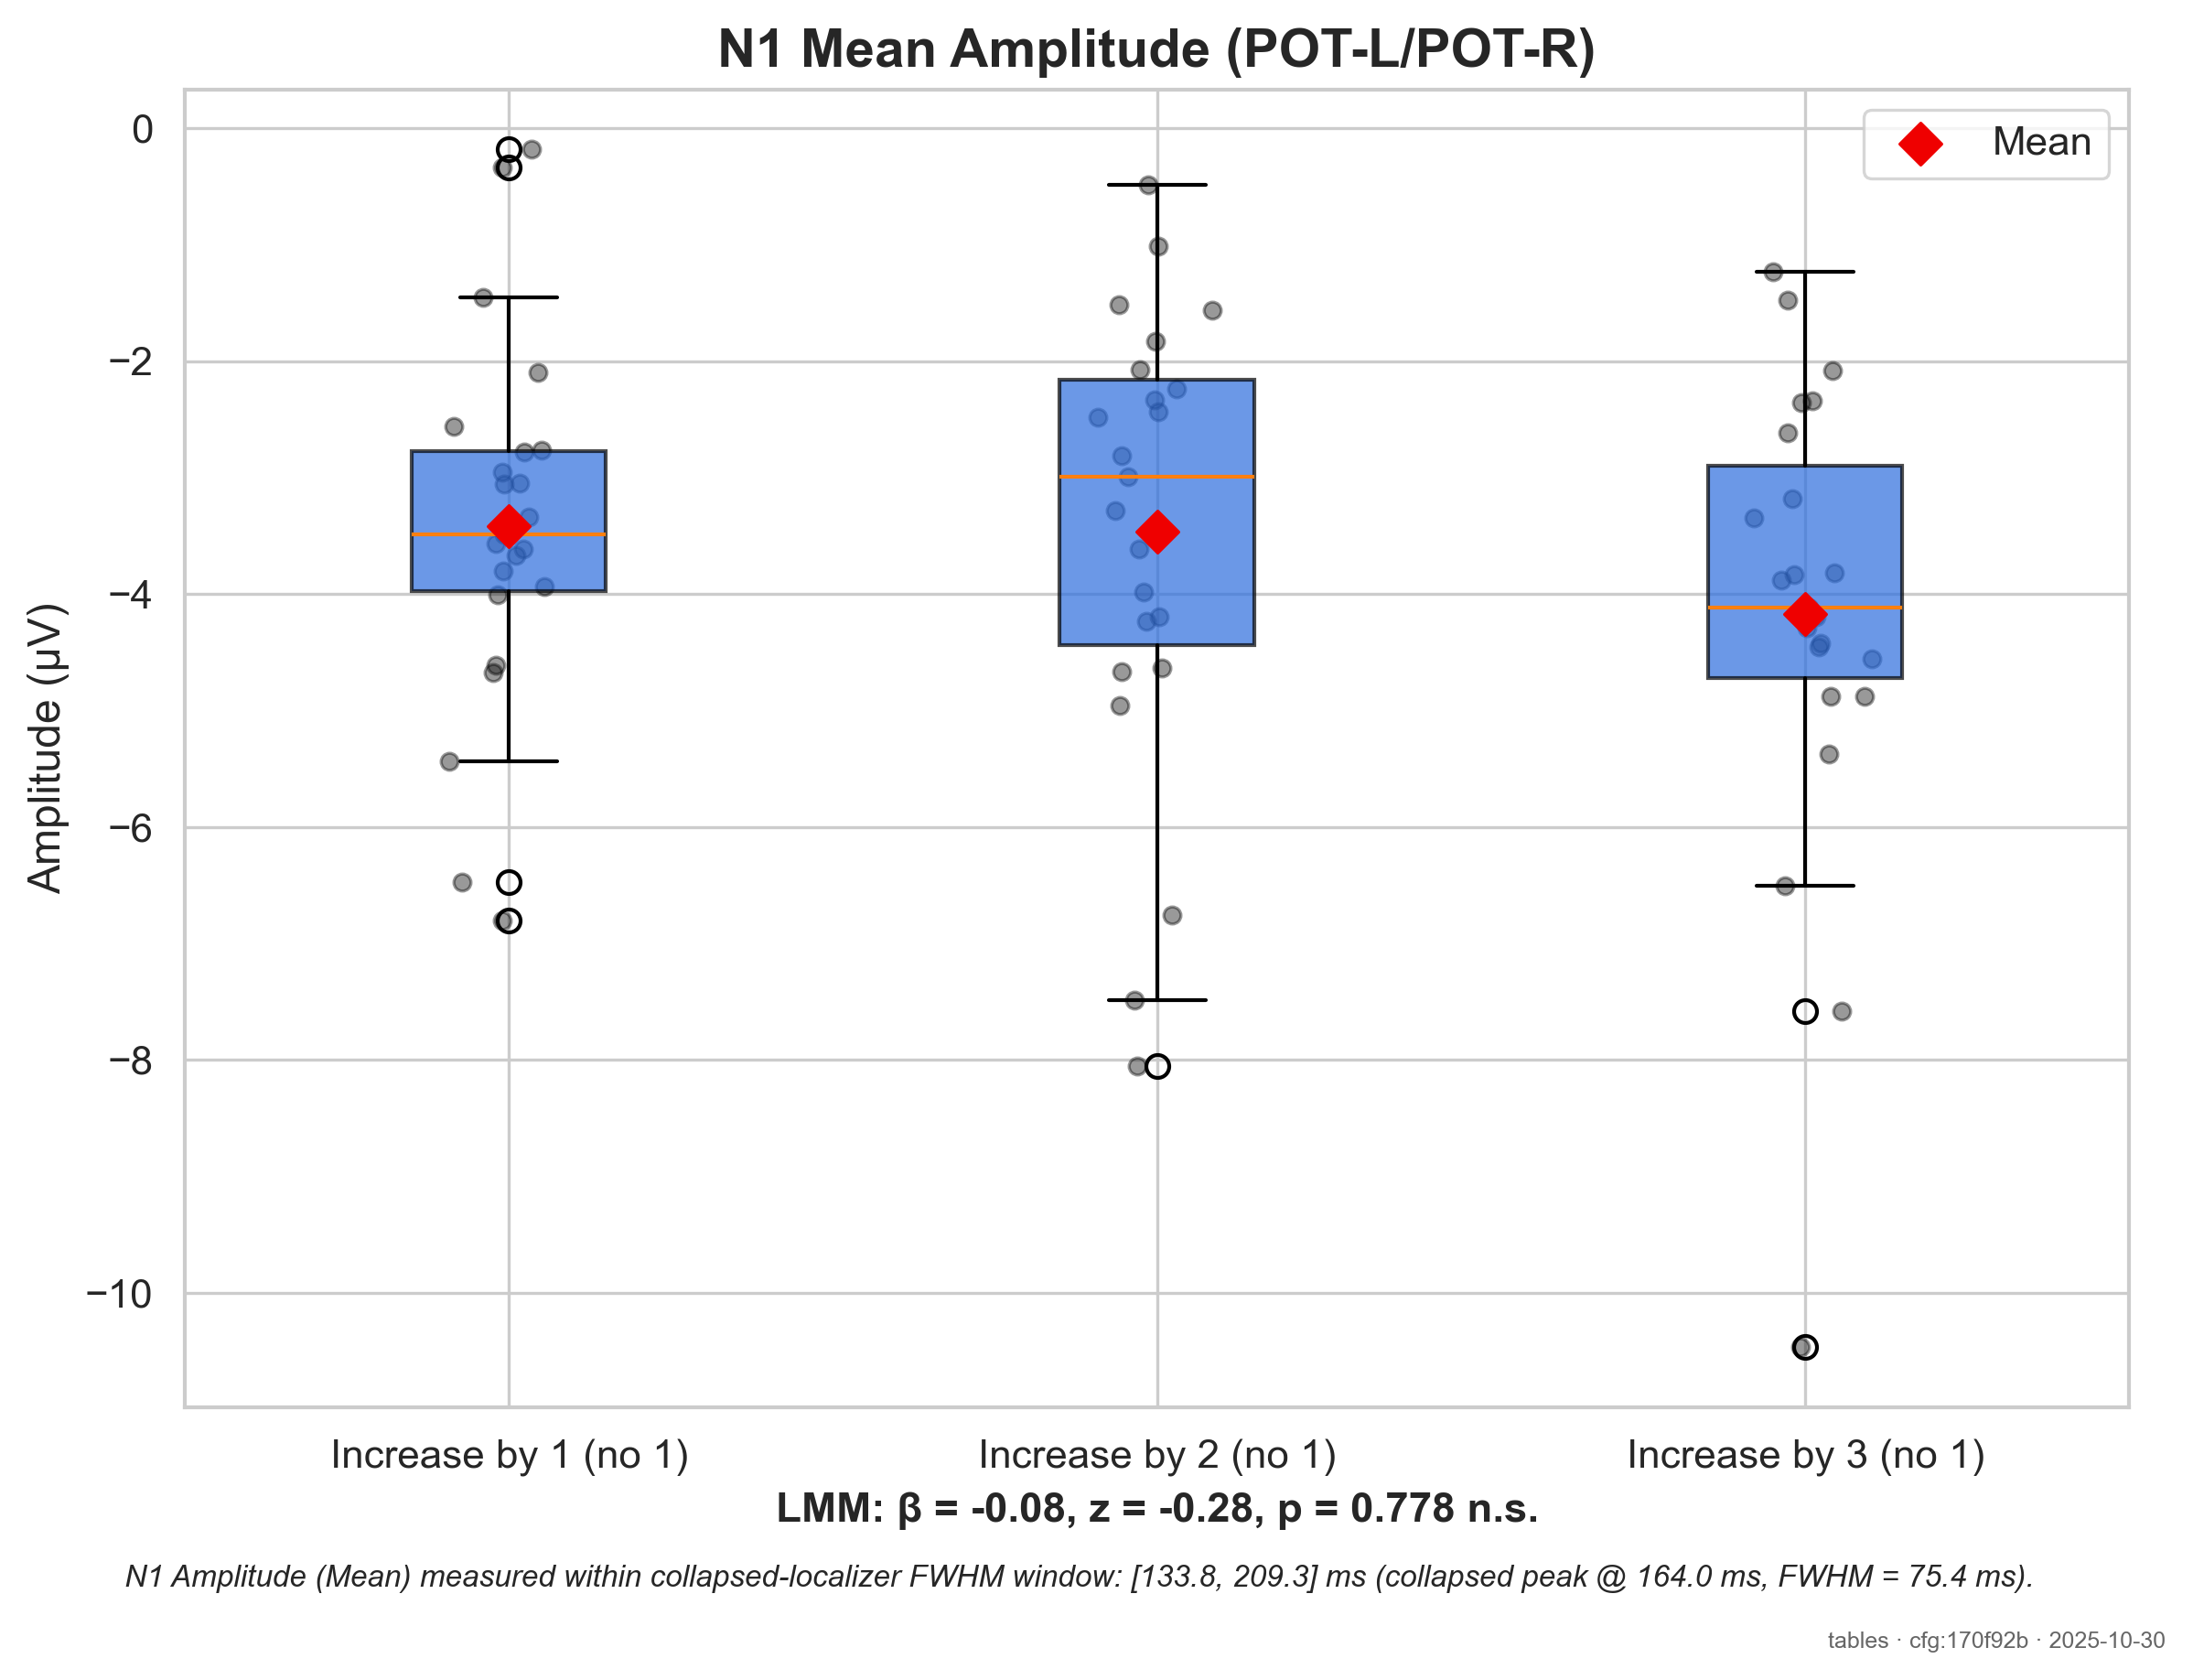 N1 Mean Amplitude (POT-L/POT-R)
Mean
Amplitude (μV)
0
−2
−4
−6
−8
−10
Increase by 1 (no 1)
Increase by 2 (no 1)
Increase by 3 (no 1)
LMM: β = -0.08, z = -0.28, p = 0.778 n.s.
N1 Amplitude (Mean) measured within collapsed-localizer FWHM window: [133.8, 209.3] ms (collapsed peak @ 164.0 ms, FWHM = 75.4 ms).
tables · cfg:170f92b · 2025-10-30